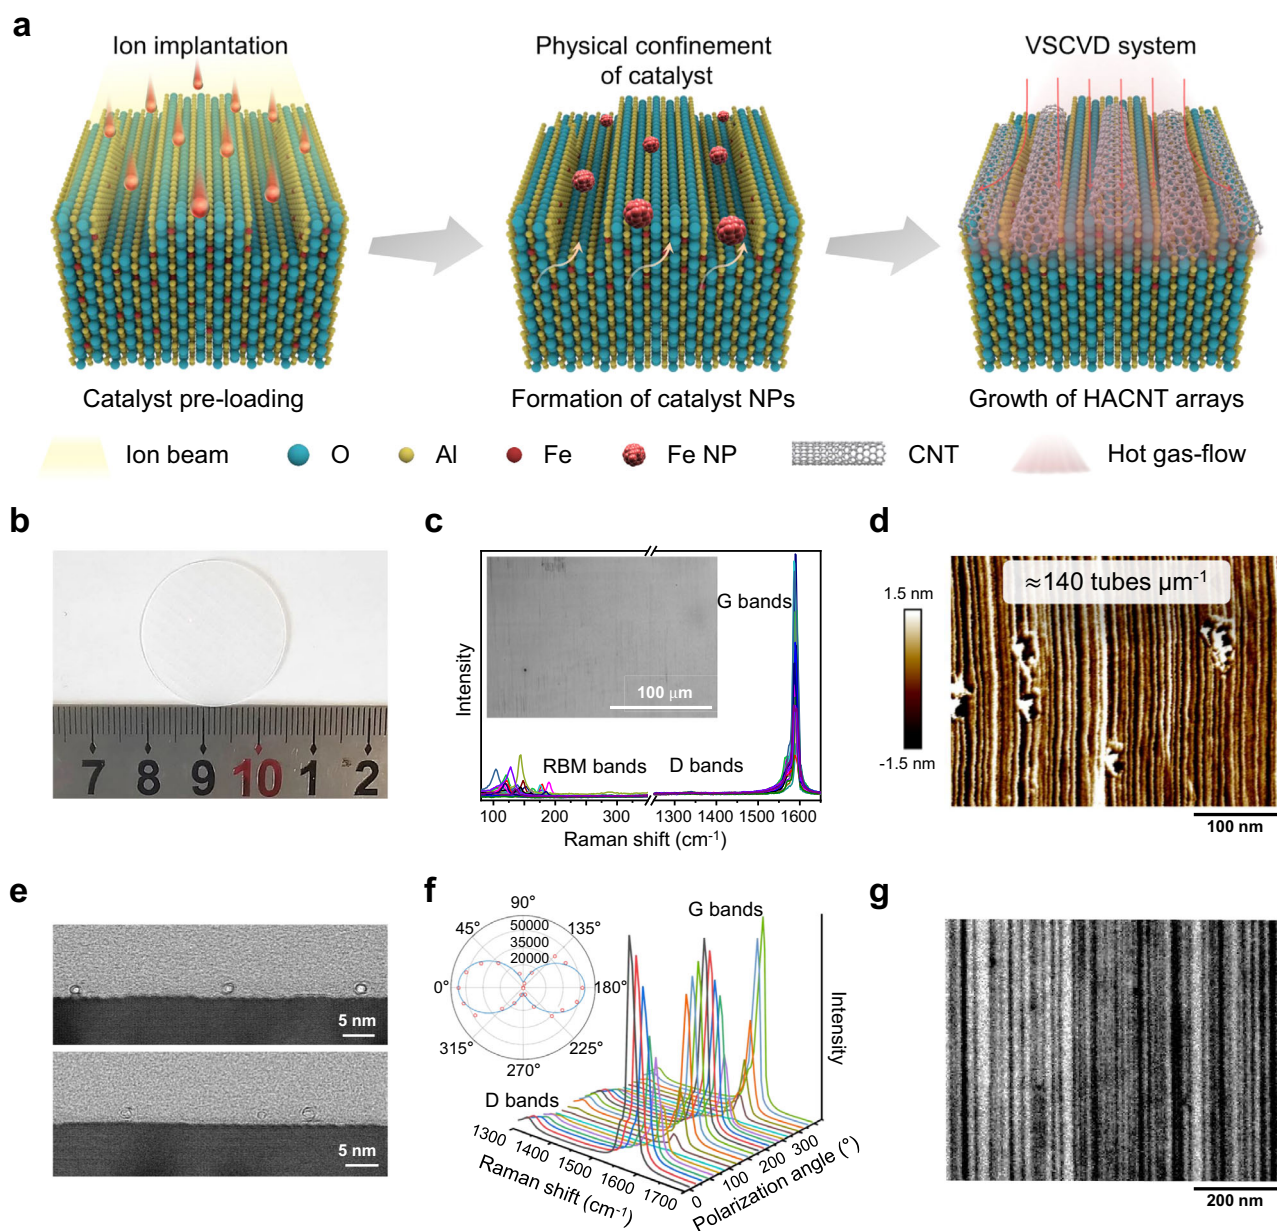 a
Ion implantation
Physical confinement
of catalyst
VSCVD system
Catalyst pre-loading
Formation of catalyst NPs
Growth of HACNT arrays
Ion beam
O
Al
Fe
Fe NP
CNT
Hot gas-flow
b
7 8 9 10 1 2
c
G bands
100 μm
RBM bands
D bands
Intensity
100 200 300 1300 1400 1500 1600
Raman shift (cm⁻¹)
d
≈140 tubes μm⁻¹
1.5 nm
-1.5 nm
100 nm
e
5 nm
5 nm
f
90°
45°
135°
50000
35000
20000
0°
180°
315°
225°
270°
G bands
D bands
Intensity
1300 1400 1500 1600 1700
Raman shift (cm⁻¹)
0 100 200 300
Polarization angle (°)
g
200 nm